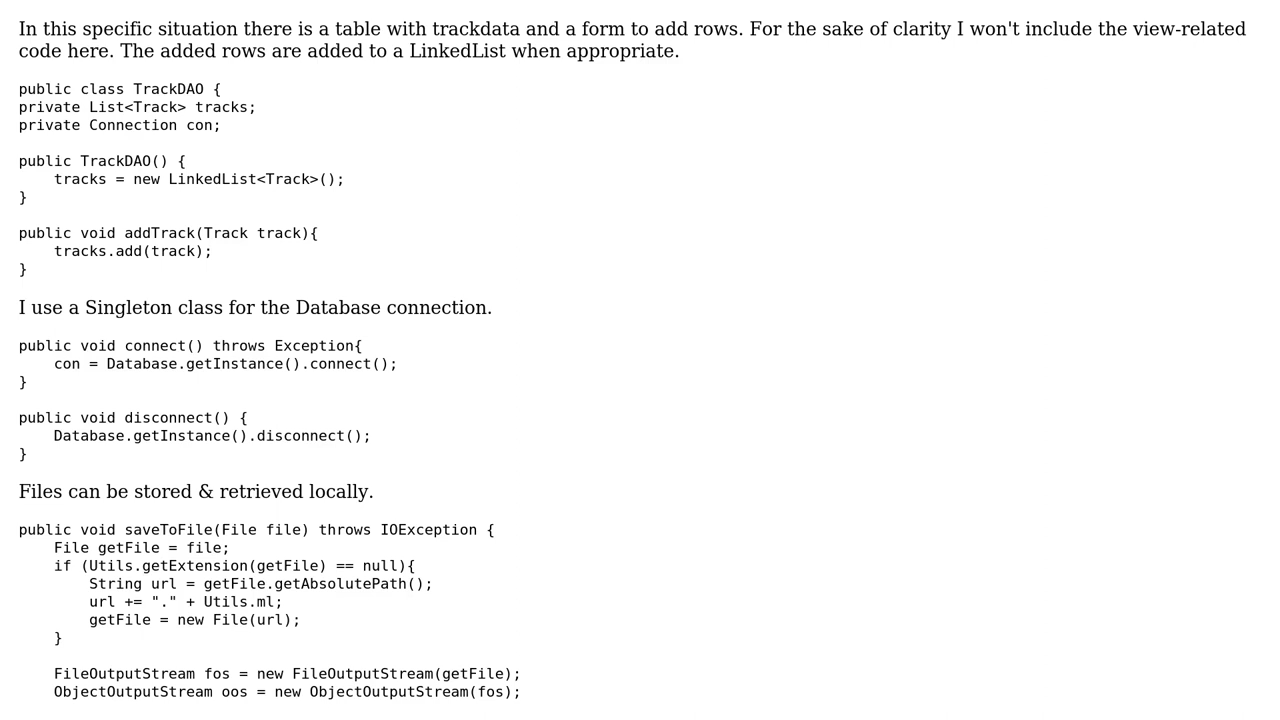 In this specific situation there is a table with trackdata and a form to add rows. For the sake of clarity I won't include the view-related
code here. The added rows are added to a LinkedList when appropriate.
public class TrackDAO {
private List<Track> tracks;
private Connection con;
public TrackDAO() {
    tracks = new LinkedList<Track>();
}
public void addTrack(Track track){
    tracks.add(track);
}
I use a Singleton class for the Database connection.
public void connect() throws Exception{
    con = Database.getInstance().connect();
}
public void disconnect() {
    Database.getInstance().disconnect();
}
Files can be stored & retrieved locally.
public void saveToFile(File file) throws IOException {
    File getFile = file;
    if (Utils.getExtension(getFile) == null){
        String url = getFile.getAbsolutePath();
        url += "." + Utils.ml;
        getFile = new File(url);
    }
    FileOutputStream fos = new FileOutputStream(getFile);
    ObjectOutputStream oos = new ObjectOutputStream(fos);